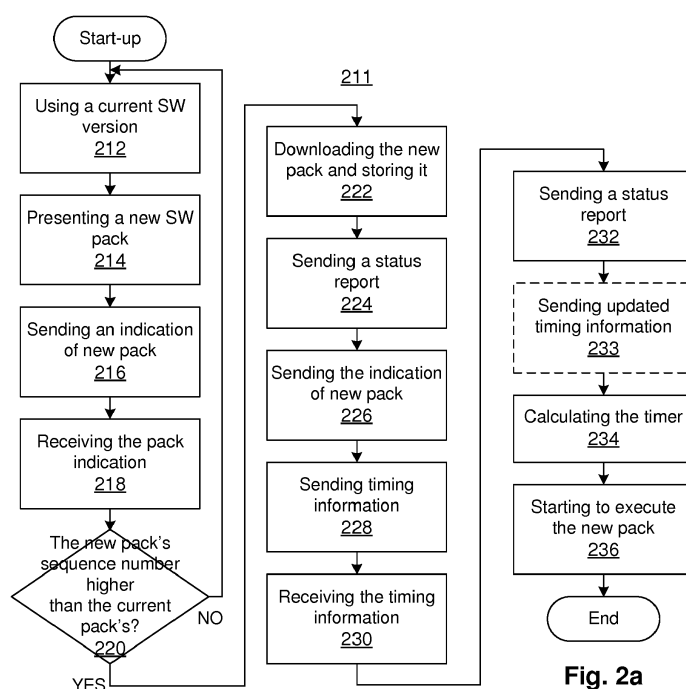 Start-up
Using a current SW
version
212
Presenting a new SW
pack
214
Sending an indication
of new pack
216
Receiving the pack
indication
218
The new pack's
sequence number
higher
than the current
pack's?
220
NO
YES
211
Downloading the new
pack and storing it
222
Sending a status
report
224
Sending the indication
of new pack
226
Sending timing
information
228
Receiving the timing
information
230
Sending a status
report
232
Sending updated
timing information
233
Calculating the timer
234
Starting to execute
the new pack
236
End
Fig. 2a